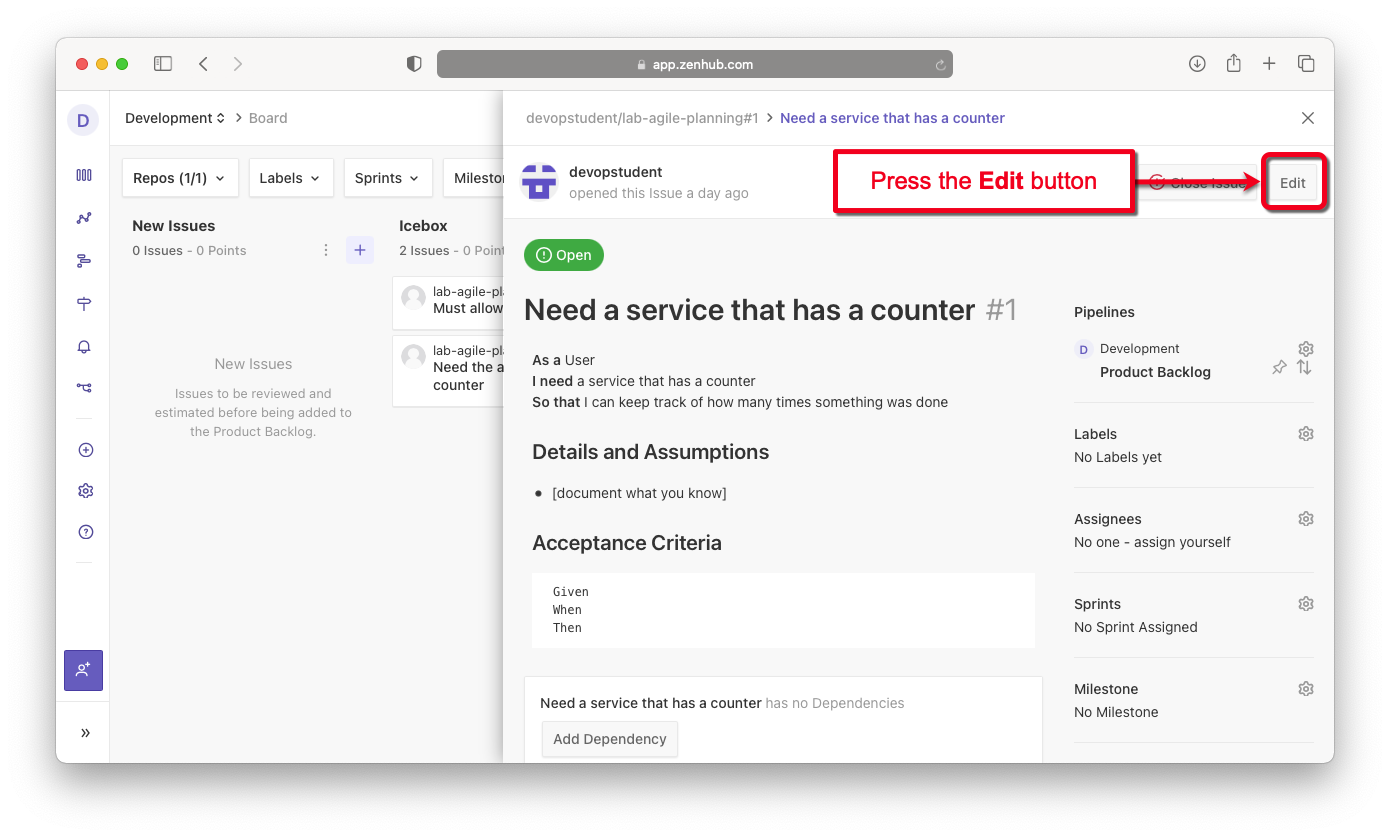 app.zenhub.com
D
Development > Board
devopstudent/lab-agile-planning#1 > Need a service that has a counter
Repos (1/1)
Labels
Sprints
devopstudent
opened this Issue a day ago
Press the Edit button
Close Issue
Edit
New Issues
0 Issues - 0 Points
Icebox
2 Issues - 0
Open
lab-agile-
Must allow
lab-agile-
Need the
counter
New Issues
Issues to be reviewed and
estimated before being added to
the Product Backlog.
Need a service that has a counter #1
As a User
I need a service that has a counter
So that I can keep track of how many times something was done
Details and Assumptions
• [document what you know]
Acceptance Criteria
Given
When
Then
Need a service that has a counter has no Dependencies
Add Dependency
Pipelines
D Development
Product Backlog
Labels
No Labels yet
Assignees
No one - assign yourself
Sprints
No Sprint Assigned
Milestone
No Milestone